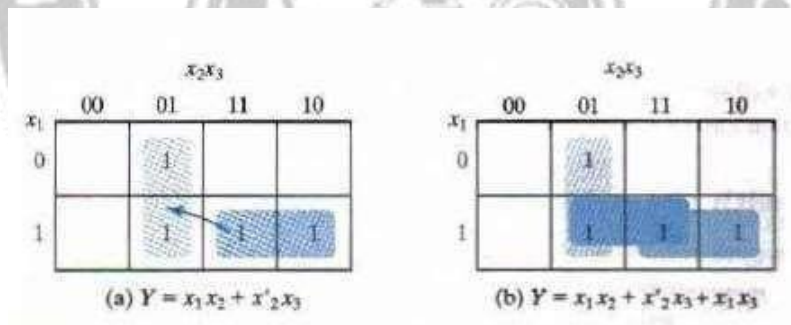 x₂x₃
00 01 11 10
x₁
0 1
1 1 1 1
(a) Y = x₁x₂ + x'₂x₃
x₂x₃
00 01 11 10
x₁
0 1
1 1 1 1
(b) Y = x₁x₂ + x'₂x₃ + x₁x₃